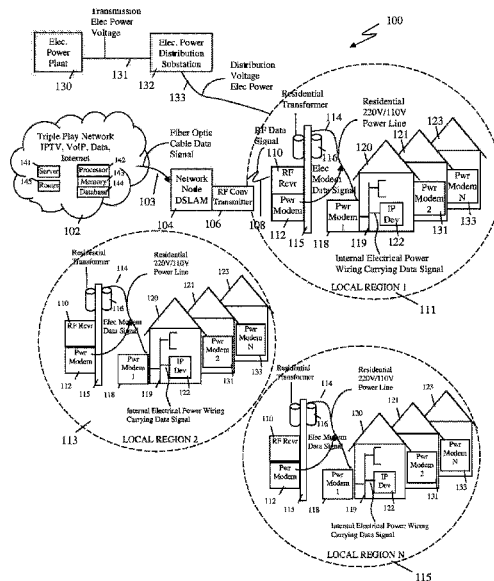 100
Transmission
Elec Power
Voltage
Elec.
Power
Plant
130
131
Elec. Power
Distribution
Substation
132
133
Distribution
Voltage
Elec Power
Triple Play Network
IPTV, VoIP, Data,
Internet
141
Server
145
Router
142
Processor
143
Memory
144
Database
102
Fiber Optic
Cable Data
Signal
103
Network
Node
DSLAM
104
RF Conv
Transmitter
106
108
RF Data
Signal
Residential
Transformer
114
Residential
220V/110V
Power Line
110
RF Rcvr
Pwr
Modem
112
115
116
Elec Modem
Data Signal
118
Pwr
Modem
1
119
120
121
123
IP
Dev
122
Pwr
Modem
2
131
Pwr
Modem
N
133
Internal Electrical Power
Wiring Carrying Data Signal
LOCAL REGION 1
111
Residential
Transformer
114
Residential
220V/110V
Power Line
110
RF Rcvr
Pwr
Modem
112
115
116
Elec Modem
Data Signal
118
Pwr
Modem
1
119
120
121
123
IP
Dev
122
Pwr
Modem
2
131
Pwr
Modem
N
133
Internal Electrical Power Wiring
Carrying Data Signal
113
LOCAL REGION 2
Residential
Transformer
114
Residential
220V/110V
Power Line
110
RF Rcvr
Pwr
Modem
112
115
116
Elec Modem
Data Signal
118
Pwr
Modem
1
119
120
121
123
IP
Dev
122
Pwr
Modem
2
131
Pwr
Modem
N
133
Internal Electrical Power Wiring
Carrying Data Signal
LOCAL REGION N
115